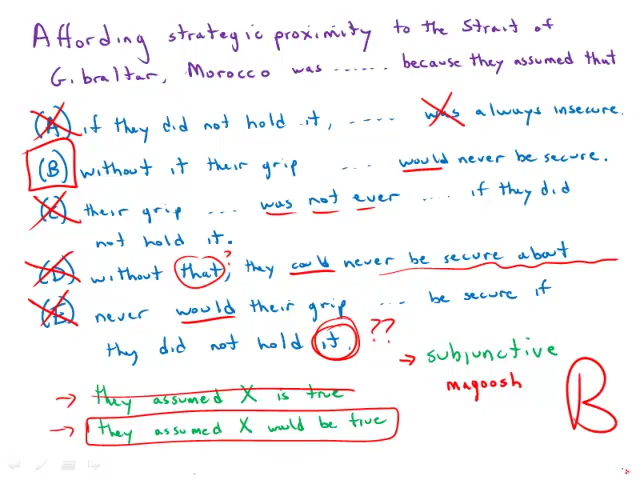 Affording strategic proximity to the Strait of
Gibraltar, Morocco was ...... because they assumed that
(A) if they did not hold it, ..... was always insecure.
(B) without it their grip ... would never be secure.
(C) their grip ... was not ever .... if they did
not hold it.
(D) without that?, they could never be secure about
(E) never would their grip ... be secure if
they did not hold it. ??
→ subjunctive
magoosh
→ they assumed X is true
→ they assumed X would be true
B